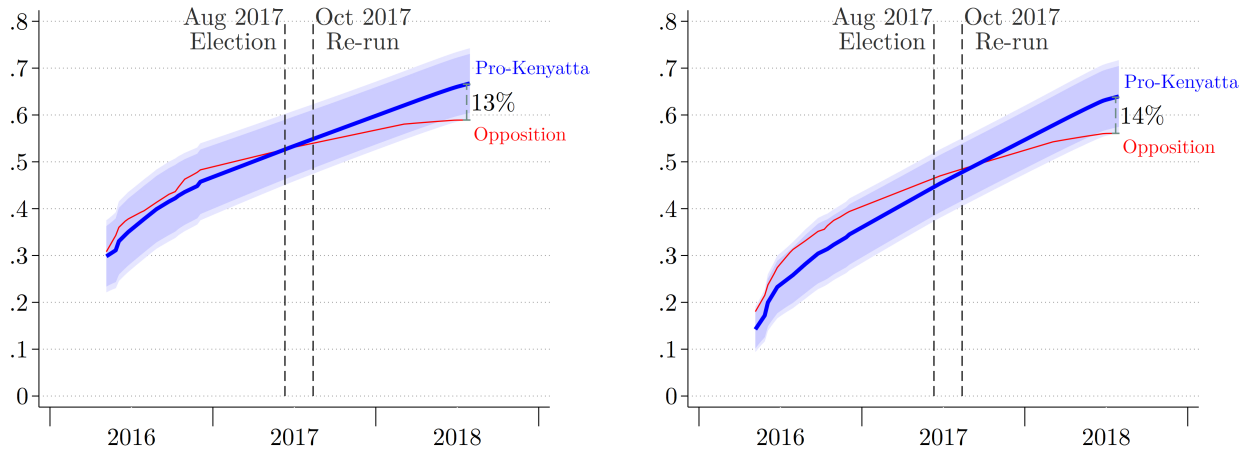 Aug 2017 Oct 2017
Election Re-run
.8
.7
.6
.5
.4
.3
.2
.1
0
Pro-Kenyatta
13%
Opposition
2016 2017 2018
Aug 2017 Oct 2017
Election Re-run
.8
.7
.6
.5
.4
.3
.2
.1
0
Pro-Kenyatta
14%
Opposition
2016 2017 2018